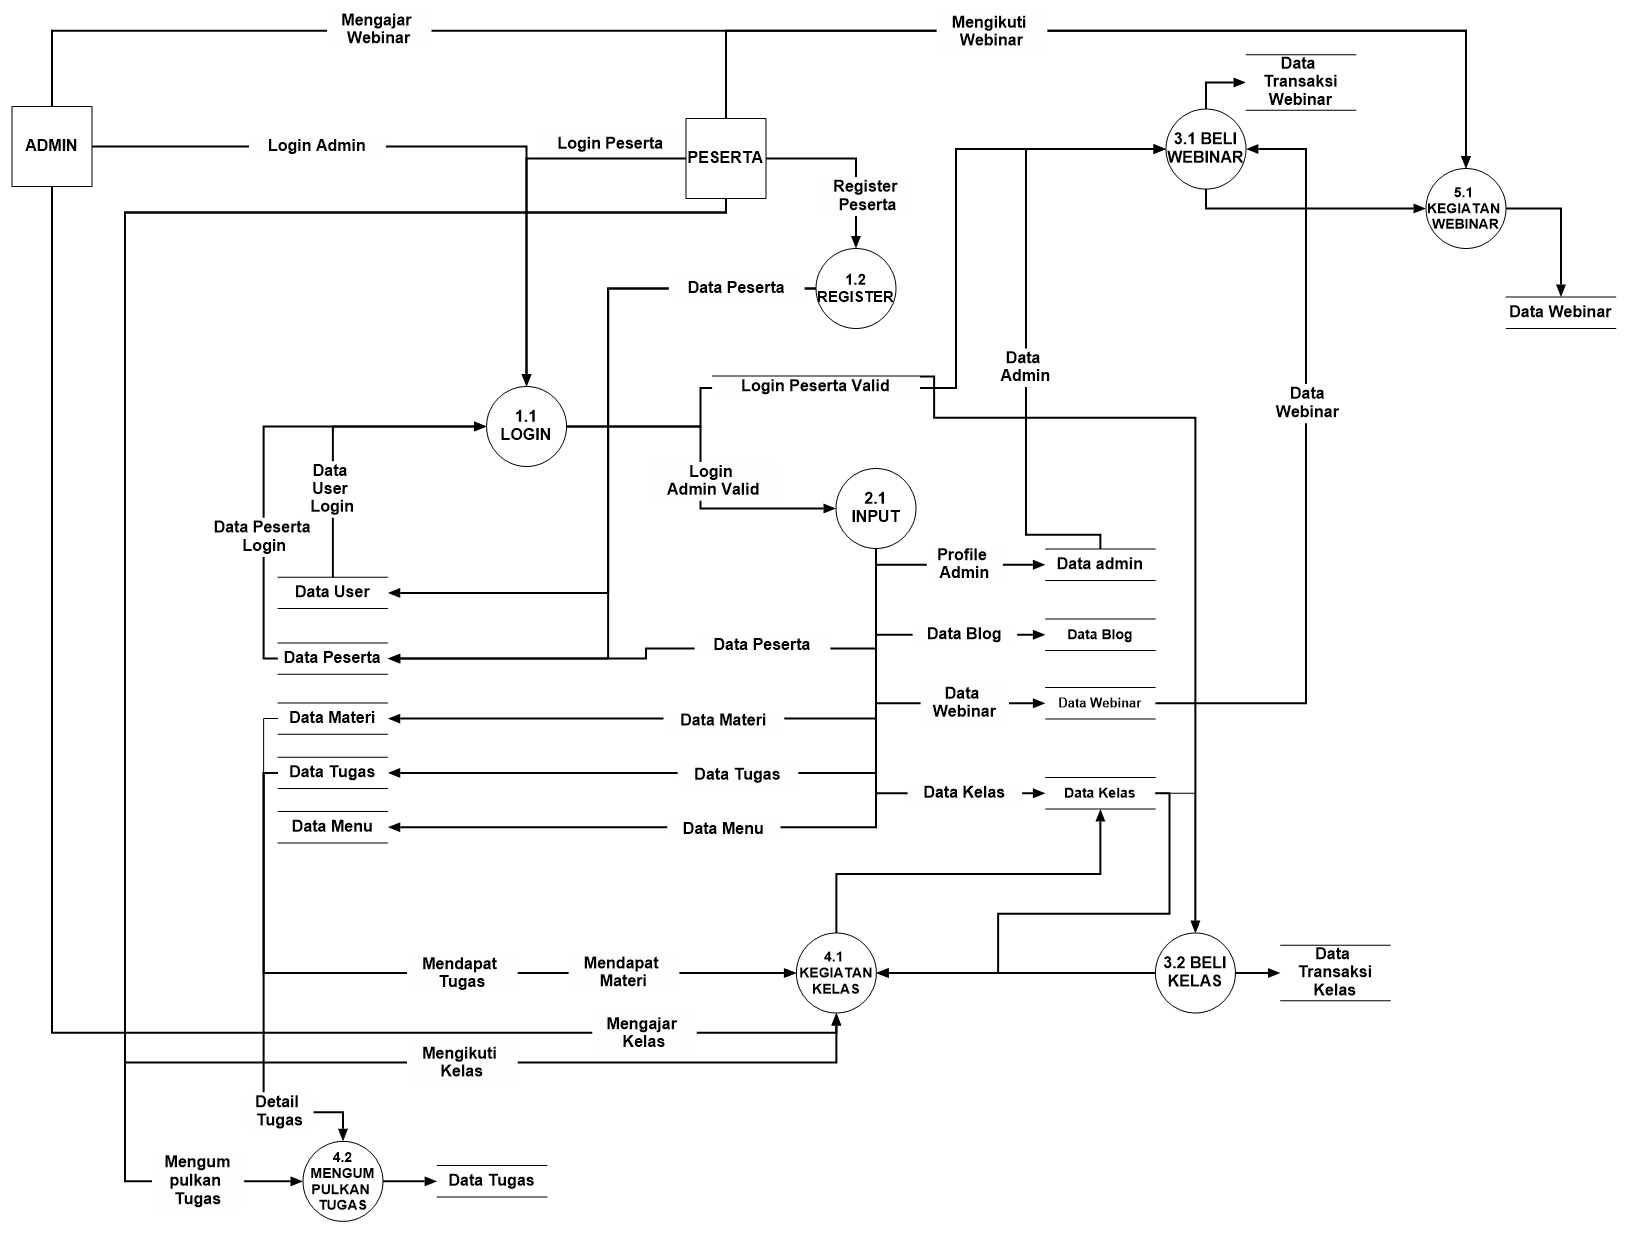 Mengajar
Webinar
Mengikuti
Webinar
Data
Transaksi
Webinar
ADMIN
Login Admin
Login Peserta
PESERTA
3.1 BELI
WEBINAR
Register
Peserta
5.1
KEGIATAN
WEBINAR
Data Peserta
1.2
REGISTER
Data Webinar
Data
Admin
Login Peserta Valid
Data
Webinar
1.1
LOGIN
Data
User
Login
Login
Admin Valid
2.1
INPUT
Data Peserta
Login
Profile
Admin
Data admin
Data User
Data Blog
Data Blog
Data Peserta
Data Peserta
Data
Webinar
Data Webinar
Data Materi
Data Materi
Data Tugas
Data Tugas
Data Kelas
Data Kelas
Data Menu
Data Menu
Mendapat
Tugas
Mendapat
Materi
4.1
KEGIATAN
KELAS
3.2 BELI
KELAS
Data
Transaksi
Kelas
Mengajar
Kelas
Mengikuti
Kelas
Detail
Tugas
Mengum
pulkan
Tugas
4.2
MENGUM
PULKAN
TUGAS
Data Tugas